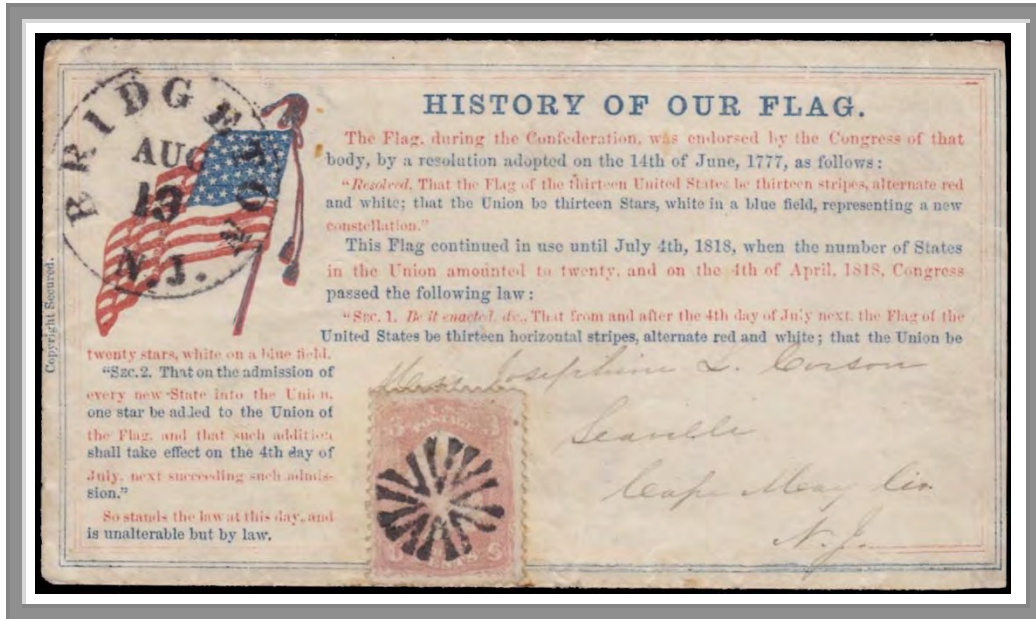 BRIDGETON
AUG
19
N.J.
HISTORY OF OUR FLAG.
The Flag, during the Confederation, was endorsed by the Congress of that
body, by a resolution adopted on the 14th of June, 1777, as follows:
"Resolved, That the Flag of the thirteen United States be thirteen stripes, alternate red
and white; that the Union be thirteen Stars, white in a blue field, representing a new
constellation."
This Flag continued in use until July 4th, 1818, when the number of States
in the Union amounted to twenty, and on the 4th of April, 1818, Congress
passed the following law:
"SEC. 1. Be it enacted, &c., That from and after the 4th day of July next, the Flag of the
United States be thirteen horizontal stripes, alternate red and white; that the Union be
twenty stars, white on a blue field.
"SEC.2. That on the admission of
every new State into the Union,
one star be added to the Union of
the Flag, and that such addition
shall take effect on the 4th day of
July, next succeeding such admis-
sion."
So stands the law at this day, and
is unalterable but by law.
Copyright Secured.
Miss Josephine L. Corson
Seaville
Cape May Co.
N.J.
U.S.
3 POSTAGE 3
CENTS